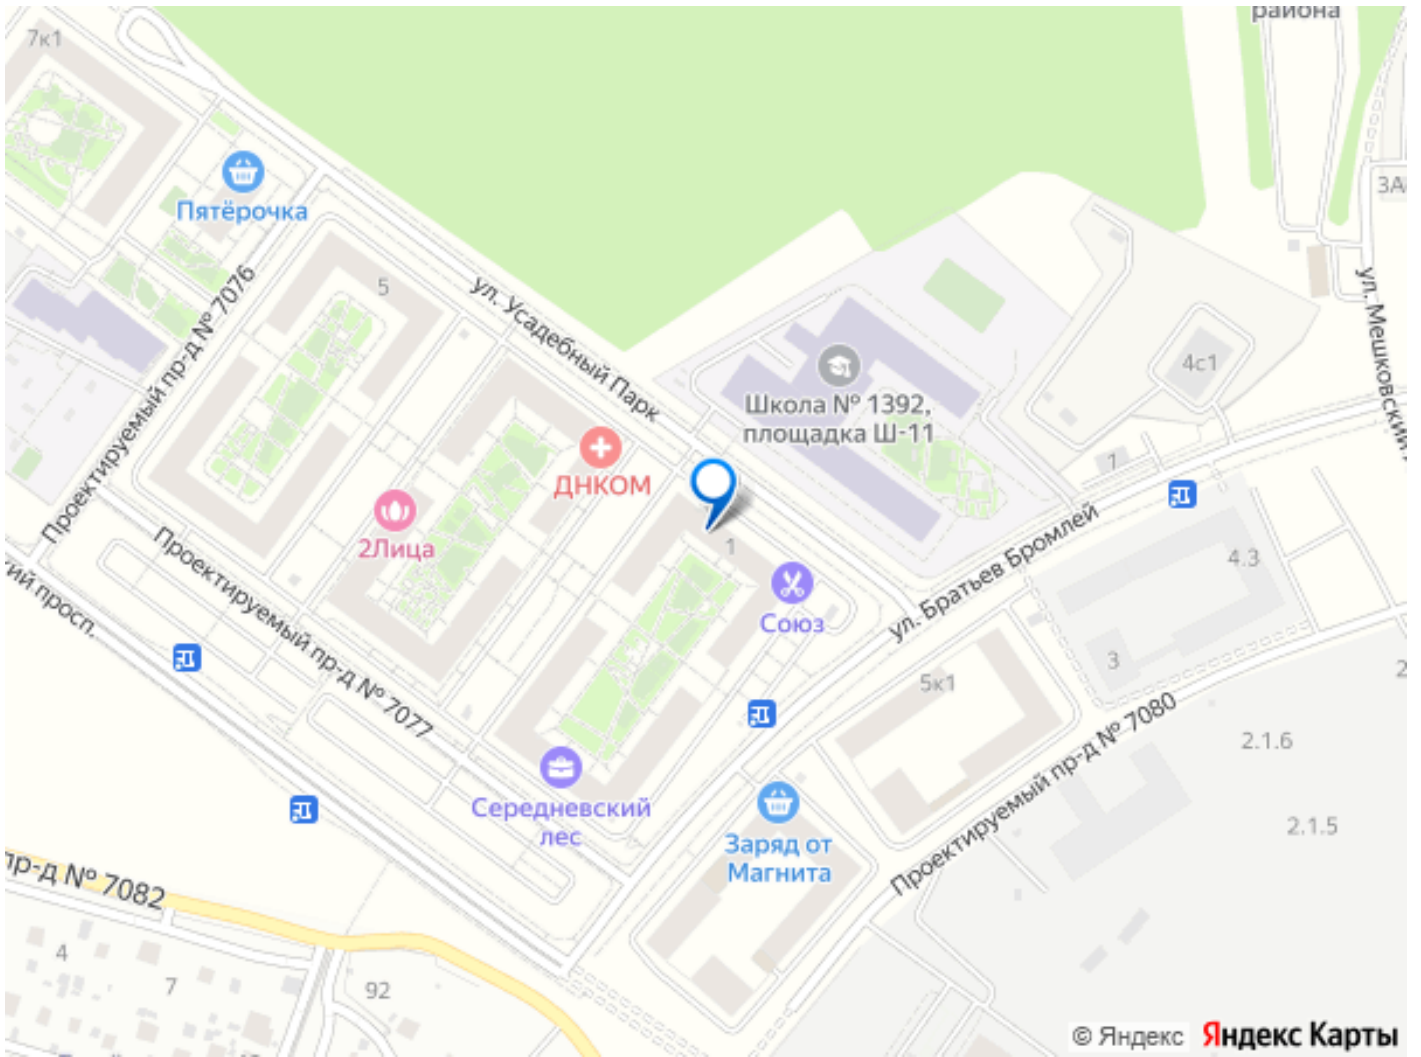 района
7к1
3А
Пятёрочка
Проектируемый пр-д № 7076
5
ул. Усадебный Парк
ул. Мешковский
4с1
Школа № 1392,
площадка Ш-11
1
ДНКОМ
2Лица
1
Союз
ул. Братьев Бромлей
4.3
3
5к1
2
Проектируемый пр-д № 7077
просп.
Середневский
лес
Заряд от
Магнита
Проектируемый пр-д № 7080
2.1.6
2.1.5
пр-д № 7082
4
7
92
© Яндекс Яндекс Карты